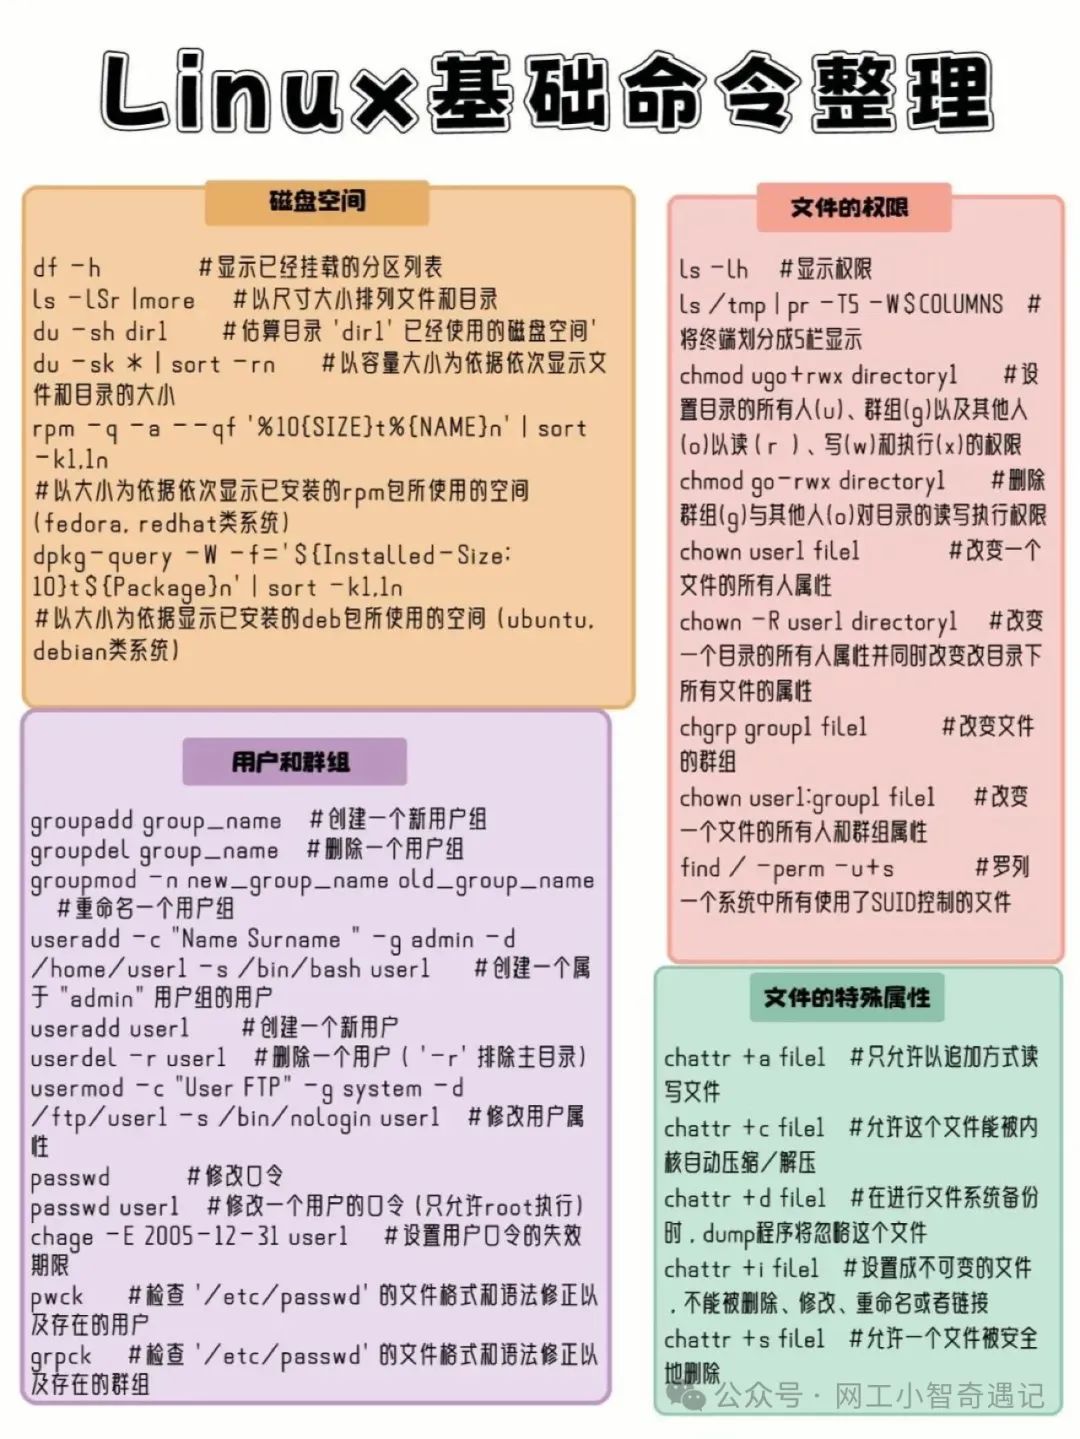 Linux基础命令整理
磁盘空间
df -h #显示已经挂载的分区列表
ls -lSr |more #以尺寸大小排列文件和目录
du -sh dir1 #估算目录 'dir1' 已经使用的磁盘空间'
du -sk * | sort -rn #以容量大小为依据依次显示文
件和目录的大小
rpm -q -a --qf '%10{SIZE}t%{NAME}n' | sort
-k1,1n
#以大小为依据依次显示已安装的rpm包所使用的空间
(fedora, redhat类系统)
dpkg-query -W -f='${Installed-Size:
10}t${Package}n' | sort -k1,1n
#以大小为依据显示已安装的deb包所使用的空间 (ubuntu,
debian类系统)
用户和群组
groupadd group_name #创建一个新用户组
groupdel group_name #删除一个用户组
groupmod -n new_group_name old_group_name
#重命名一个用户组
useradd -c "Name Surname " -g admin -d
/home/user1 -s /bin/bash user1 #创建一个属
于 "admin" 用户组的用户
useradd user1 #创建一个新用户
userdel -r user1 #删除一个用户 ( '-r' 排除主目录)
usermod -c "User FTP" -g system -d
/ftp/user1 -s /bin/nologin user1 #修改用户属
性
passwd #修改口令
passwd user1 #修改一个用户的口令 (只允许root执行)
chage -E 2005-12-31 user1 #设置用户口令的失效
期限
pwck #检查 '/etc/passwd' 的文件格式和语法修正以
及存在的用户
grpck #检查 '/etc/passwd' 的文件格式和语法修正以
及存在的群组
文件的权限
ls -lh #显示权限
ls /tmp | pr -T5 -W$COLUMNS #
将终端划分成5栏显示
chmod ugo+rwx directory1 #设
置目录的所有人(u)、群组(g)以及其他人
(o)以读 ( r ) 、写(w)和执行(x)的权限
chmod go-rwx directory1 #删除
群组(g)与其他人(o)对目录的读写执行权限
chown user1 file1 #改变一个
文件的所有人属性
chown -R user1 directory1 #改变
一个目录的所有人属性并同时改变改目录下
所有文件的属性
chgrp group1 file1 #改变文件
的群组
chown user1:group1 file1 #改变
一个文件的所有人和群组属性
find / -perm -u+s #罗列
一个系统中所有使用了SUID控制的文件
文件的特殊属性
chattr +a file1 #只允许以追加方式读
写文件
chattr +c file1 #允许这个文件能被内
核自动压缩/解压
chattr +d file1 #在进行文件系统备份
时，dump程序将忽略这个文件
chattr +i file1 #设置成不可变的文件
，不能被删除、修改、重命名或者链接
chattr +s file1 #允许一个文件被安全
地删除
公众号 · 网工小智奇遇记